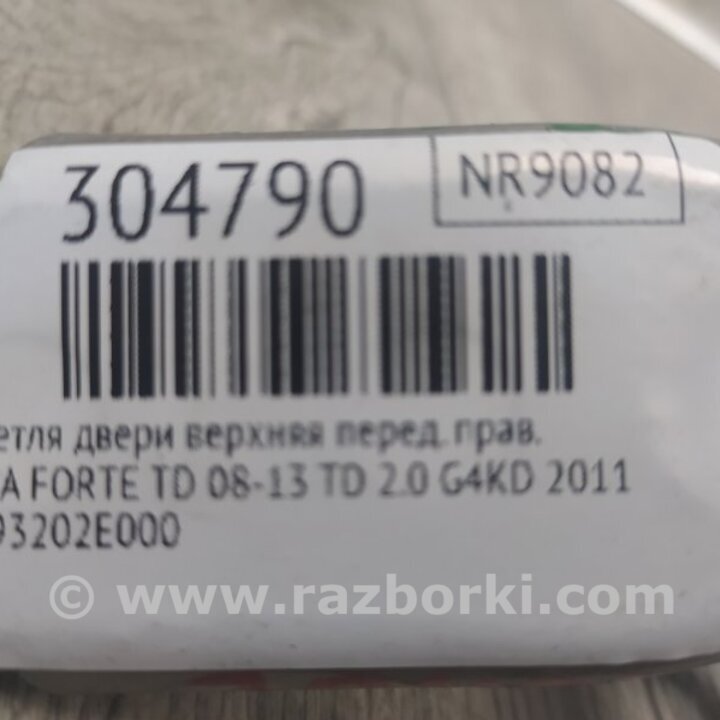 304790
NR9082
етля двери верхняя перед. прав.
A FORTE TD 08-13 TD 2.0 G4KD 2011
93202E000
© www.razborki.com